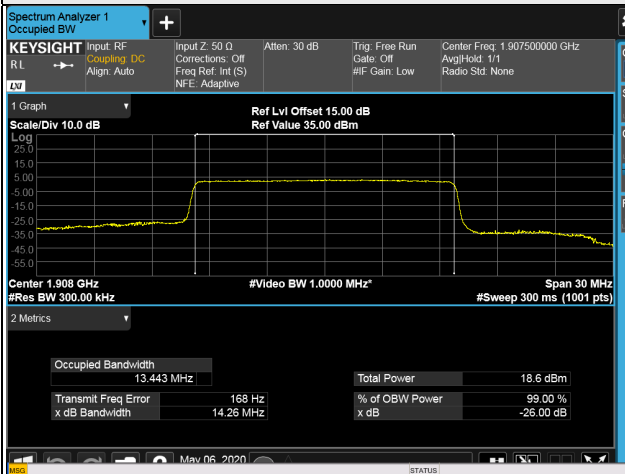 Spectrum Analyzer 1
Occupied BW
+
KEYSIGHT
R L
LXI
Input: RF
Coupling: DC
Align: Auto
Input Z: 50 Ω
Corrections: Off
Freq Ref: Int (S)
NFE: Adaptive
Atten: 30 dB
Trig: Free Run
Gate: Off
#IF Gain: Low
Center Freq: 1.907500000 GHz
Avg|Hold: 1/1
Radio Std: None
1 Graph
Scale/Div 10.0 dB
Ref Lvl Offset 15.00 dB
Ref Value 35.00 dBm
Log
25.0
15.0
5.00
-5.00
-15.0
-25.0
-35.0
-45.0
-55.0
Center 1.908 GHz
#Video BW 1.0000 MHz*
Span 30 MHz
#Res BW 300.00 kHz
#Sweep 300 ms (1001 pts)
2 Metrics
Occupied Bandwidth
13.443 MHz
Total Power 18.6 dBm
Transmit Freq Error 168 Hz
% of OBW Power 99.00 %
x dB Bandwidth 14.26 MHz
x dB -26.00 dB
May 06, 2020
MSG
STATUS